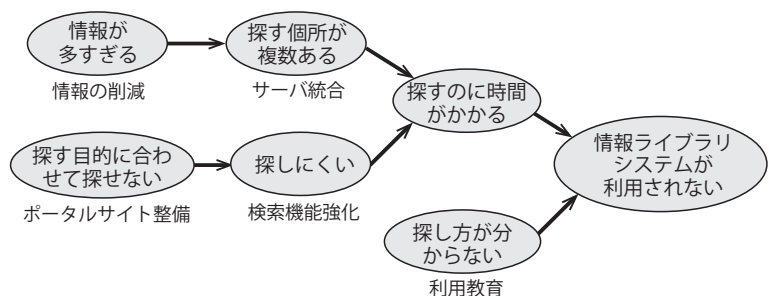 情報が
多すぎる
情報の削減
探す個所が
複数ある
サーバ統合
探すのに時間
がかかる
探す目的に合わ
せて探せない
ポータルサイト整備
探しにくい
検索機能強化
情報ライブラリ
システムが
利用されない
探し方が分
からない
利用教育